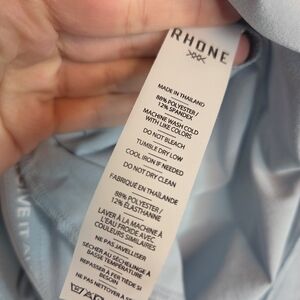 RHONE
MADE IN THAILAND
88% POLYESTER /
12% SPANDEX
MACHINE WASH COLD
WITH LIKE COLORS
DO NOT BLEACH
TUMBLE DRY LOW
COOL IRON IF NEEDED
DO NOT DRY CLEAN
FABRIQUÉ EN THAÏLANDE
88% POLYESTER /
12% ÉLASTHANNE
LAVER À LA MACHINE À
L'EAU FROIDE AVEC
COULEURS SIMILAIRES
NE PAS JAVELLISER
SÉCHER AU SÉCHELINGE À
BASSE TEMPÉRATURE
REPASSER À FER TIÈDE SI
NÉCESSAIRE
NE PAS NETTOYER À